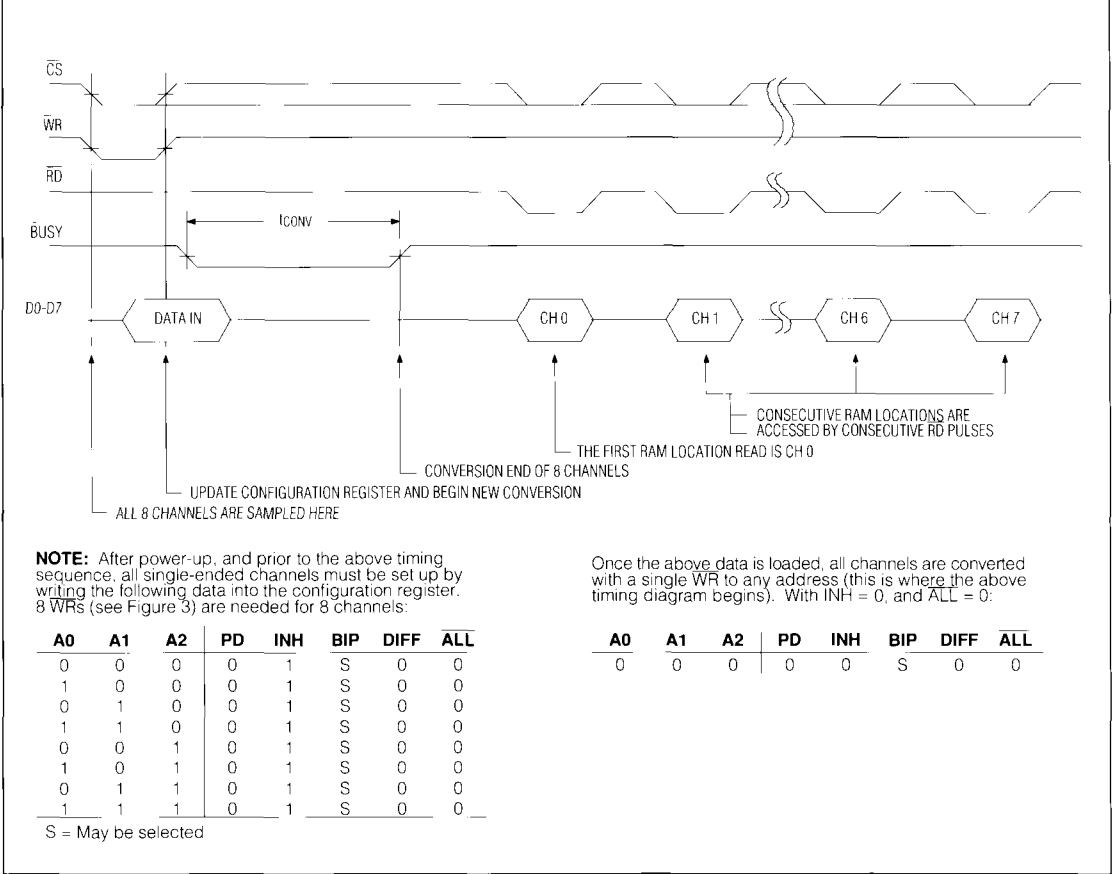 C̅S̅
W̅R̅
R̅D̅
B̅USY
tCONV
D0-D7
DATA IN
CH 0
CH 1
CH 6
CH 7
CONSECUTIVE RAM LOCATIONS ARE
ACCESSED BY CONSECUTIVE R̅D̅ PULSES
THE FIRST RAM LOCATION READ IS CH 0
CONVERSION END OF 8 CHANNELS
UPDATE CONFIGURATION REGISTER AND BEGIN NEW CONVERSION
ALL 8 CHANNELS ARE SAMPLED HERE
NOTE: After power-up, and prior to the above timing
sequence, all single-ended channels must be set up by
writing the following data into the configuration register.
8 W̅R̅s (see Figure 3) are needed for 8 channels:
A0 A1 A2 PD INH BIP DIFF A̅L̅L̅
0 0 0 0 1 S 0 0
1 0 0 0 1 S 0 0
0 1 0 0 1 S 0 0
1 1 0 0 1 S 0 0
0 0 1 0 1 S 0 0
1 0 1 0 1 S 0 0
0 1 1 0 1 S 0 0
1 1 1 0 1 S 0 0
S = May be selected
Once the above data is loaded, all channels are converted
with a single W̅R̅ to any address (this is where the above
timing diagram begins). With INH = 0, and A̅L̅L̅ = 0:
A0 A1 A2 PD INH BIP DIFF A̅L̅L̅
0 0 0 0 0 S 0 0